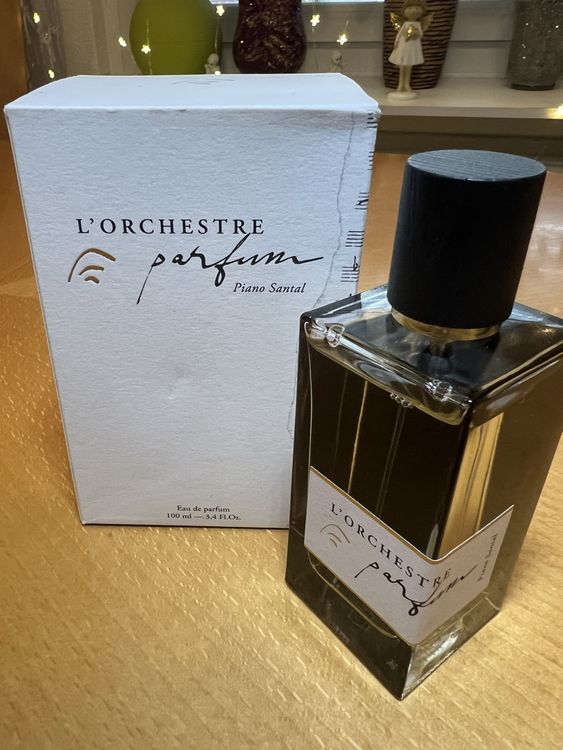 L'ORCHESTRE
parfum
Piano Santal
Eau de parfum
100 ml — 3.4 Fl.Oz.
L'ORCHESTRE
parfum
Piano Santal